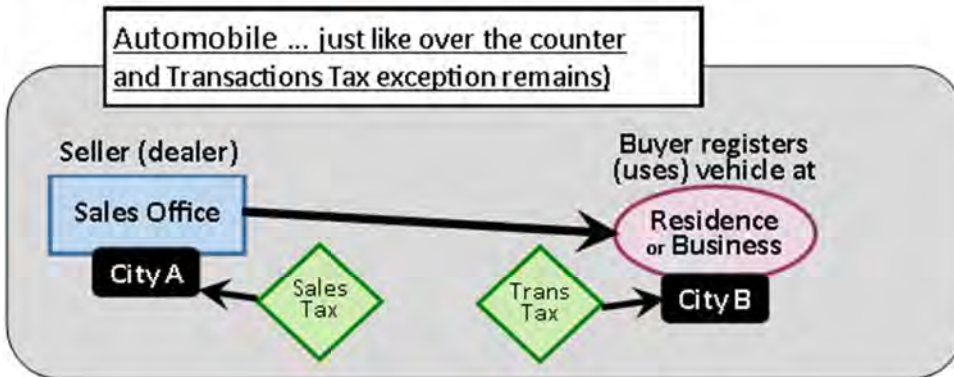 Automobile ... just like over the counter
and Transactions Tax exception remains)
Seller (dealer)
Sales Office
City A
Sales
Tax
Trans
Tax
Buyer registers
(uses) vehicle at
Residence
or Business
City B